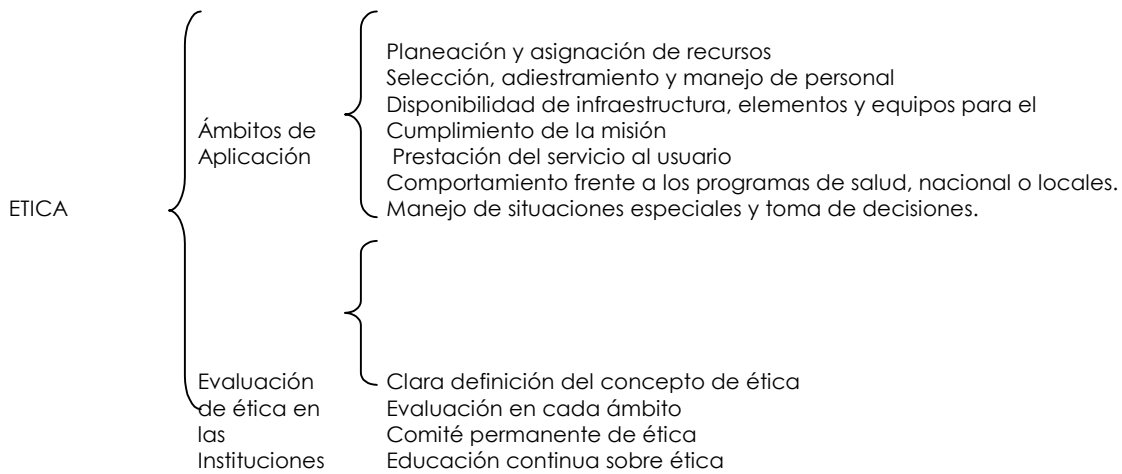 ETICA
Ámbitos de
Aplicación
Planeación y asignación de recursos
Selección, adiestramiento y manejo de personal
Disponibilidad de infraestructura, elementos y equipos para el
Cumplimiento de la misión
Prestación del servicio al usuario
Comportamiento frente a los programas de salud, nacional o locales.
Manejo de situaciones especiales y toma de decisiones.
Evaluación
de ética en
las
Instituciones
Clara definición del concepto de ética
Evaluación en cada ámbito
Comité permanente de ética
Educación continua sobre ética